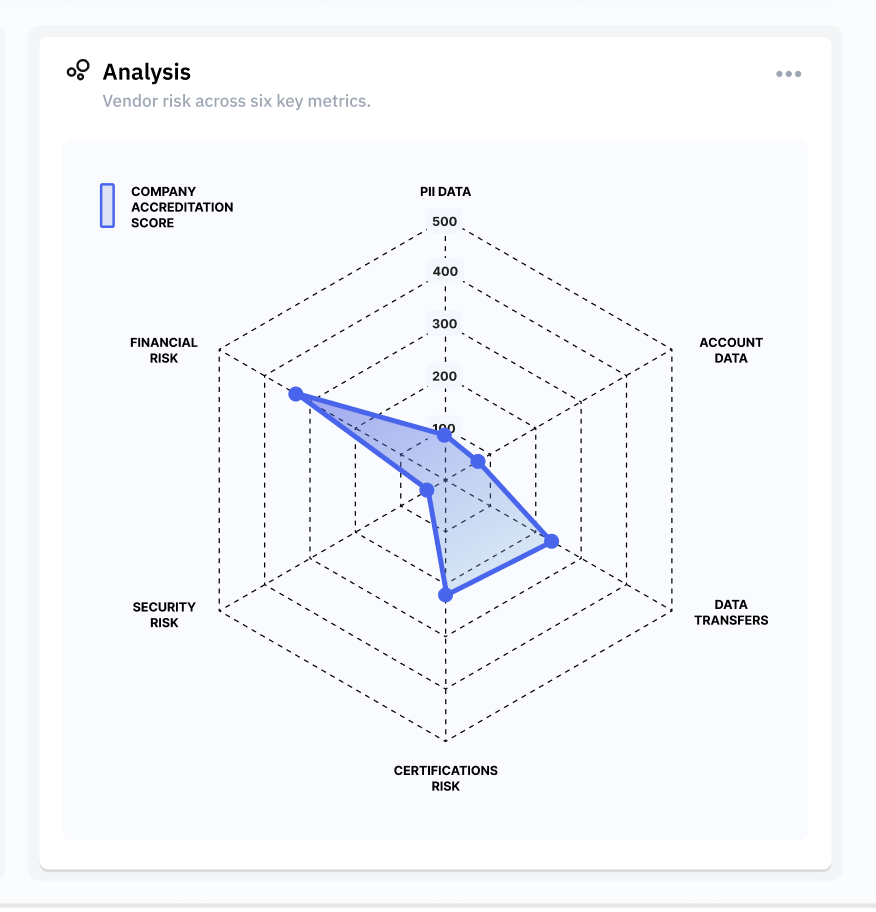 Analysis
Vendor risk across six key metrics.
COMPANY
ACCREDITATION
SCORE
PII DATA
500
400
300
200
100
FINANCIAL
RISK
ACCOUNT
DATA
SECURITY
RISK
DATA
TRANSFERS
CERTIFICATIONS
RISK